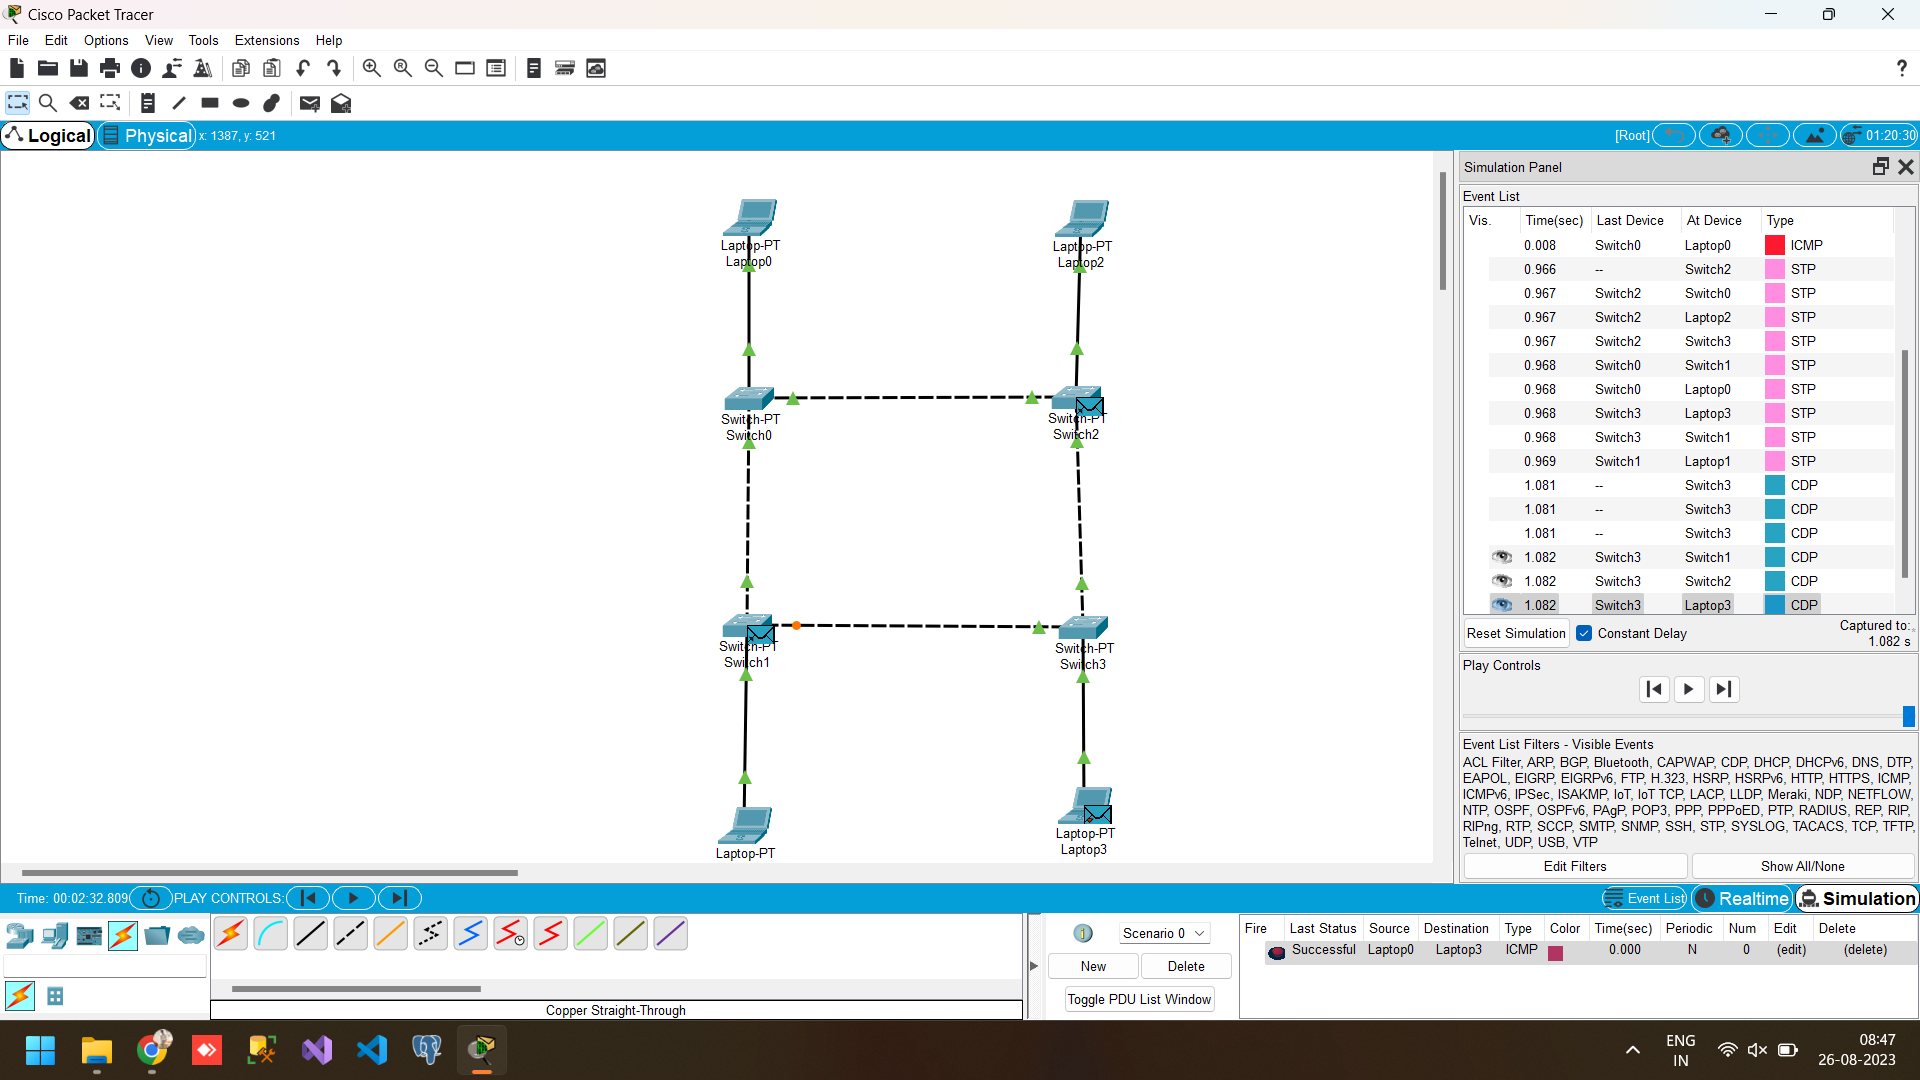 Cisco Packet Tracer
File Edit Options View Tools Extensions Help
?
Logical Physical x: 1387, y: 521 [Root] 01:20:30
Laptop-PT
Laptop0
Laptop-PT
Laptop2
Switch-PT
Switch0
Switch-PT
Switch2
Switch-PT
Switch1
Switch-PT
Switch3
Laptop-PT
Laptop-PT
Laptop3
Simulation Panel
Event List
Vis. Time(sec) Last Device At Device Type
0.008 Switch0 Laptop0 ICMP
0.966 -- Switch2 STP
0.967 Switch2 Switch0 STP
0.967 Switch2 Laptop2 STP
0.967 Switch2 Switch3 STP
0.968 Switch0 Switch1 STP
0.968 Switch0 Laptop0 STP
0.968 Switch3 Laptop3 STP
0.968 Switch3 Switch1 STP
0.969 Switch1 Laptop1 STP
1.081 -- Switch3 CDP
1.081 -- Switch3 CDP
1.081 -- Switch3 CDP
1.082 Switch3 Switch1 CDP
1.082 Switch3 Switch2 CDP
1.082 Switch3 Laptop3 CDP
Reset Simulation Constant Delay Captured to:
1.082 s
Play Controls
Event List Filters - Visible Events
ACL Filter, ARP, BGP, Bluetooth, CAPWAP, CDP, DHCP, DHCPv6, DNS, DTP,
EAPOL, EIGRP, EIGRPv6, FTP, H.323, HSRP, HSRPv6, HTTP, HTTPS, ICMP,
ICMPv6, IPSec, ISAKMP, IoT, IoT TCP, LACP, LLDP, Meraki, NDP, NETFLOW,
NTP, OSPF, OSPFv6, PAgP, POP3, PPP, PPPoED, PTP, RADIUS, REP, RIP,
RIPng, RTP, SCCP, SMTP, SNMP, SSH, STP, SYSLOG, TACACS, TCP, TFTP,
Telnet, UDP, USB, VTP
Edit Filters Show All/None
Time: 00:02:32.809 PLAY CONTROLS: Event List Realtime Simulation
Scenario 0
New Delete
Toggle PDU List Window
Fire Last Status Source Destination Type Color Time(sec) Periodic Num Edit Delete
Successful Laptop0 Laptop3 ICMP 0.000 N 0 (edit) (delete)
Copper Straight-Through
ENG
IN
08:47
26-08-2023